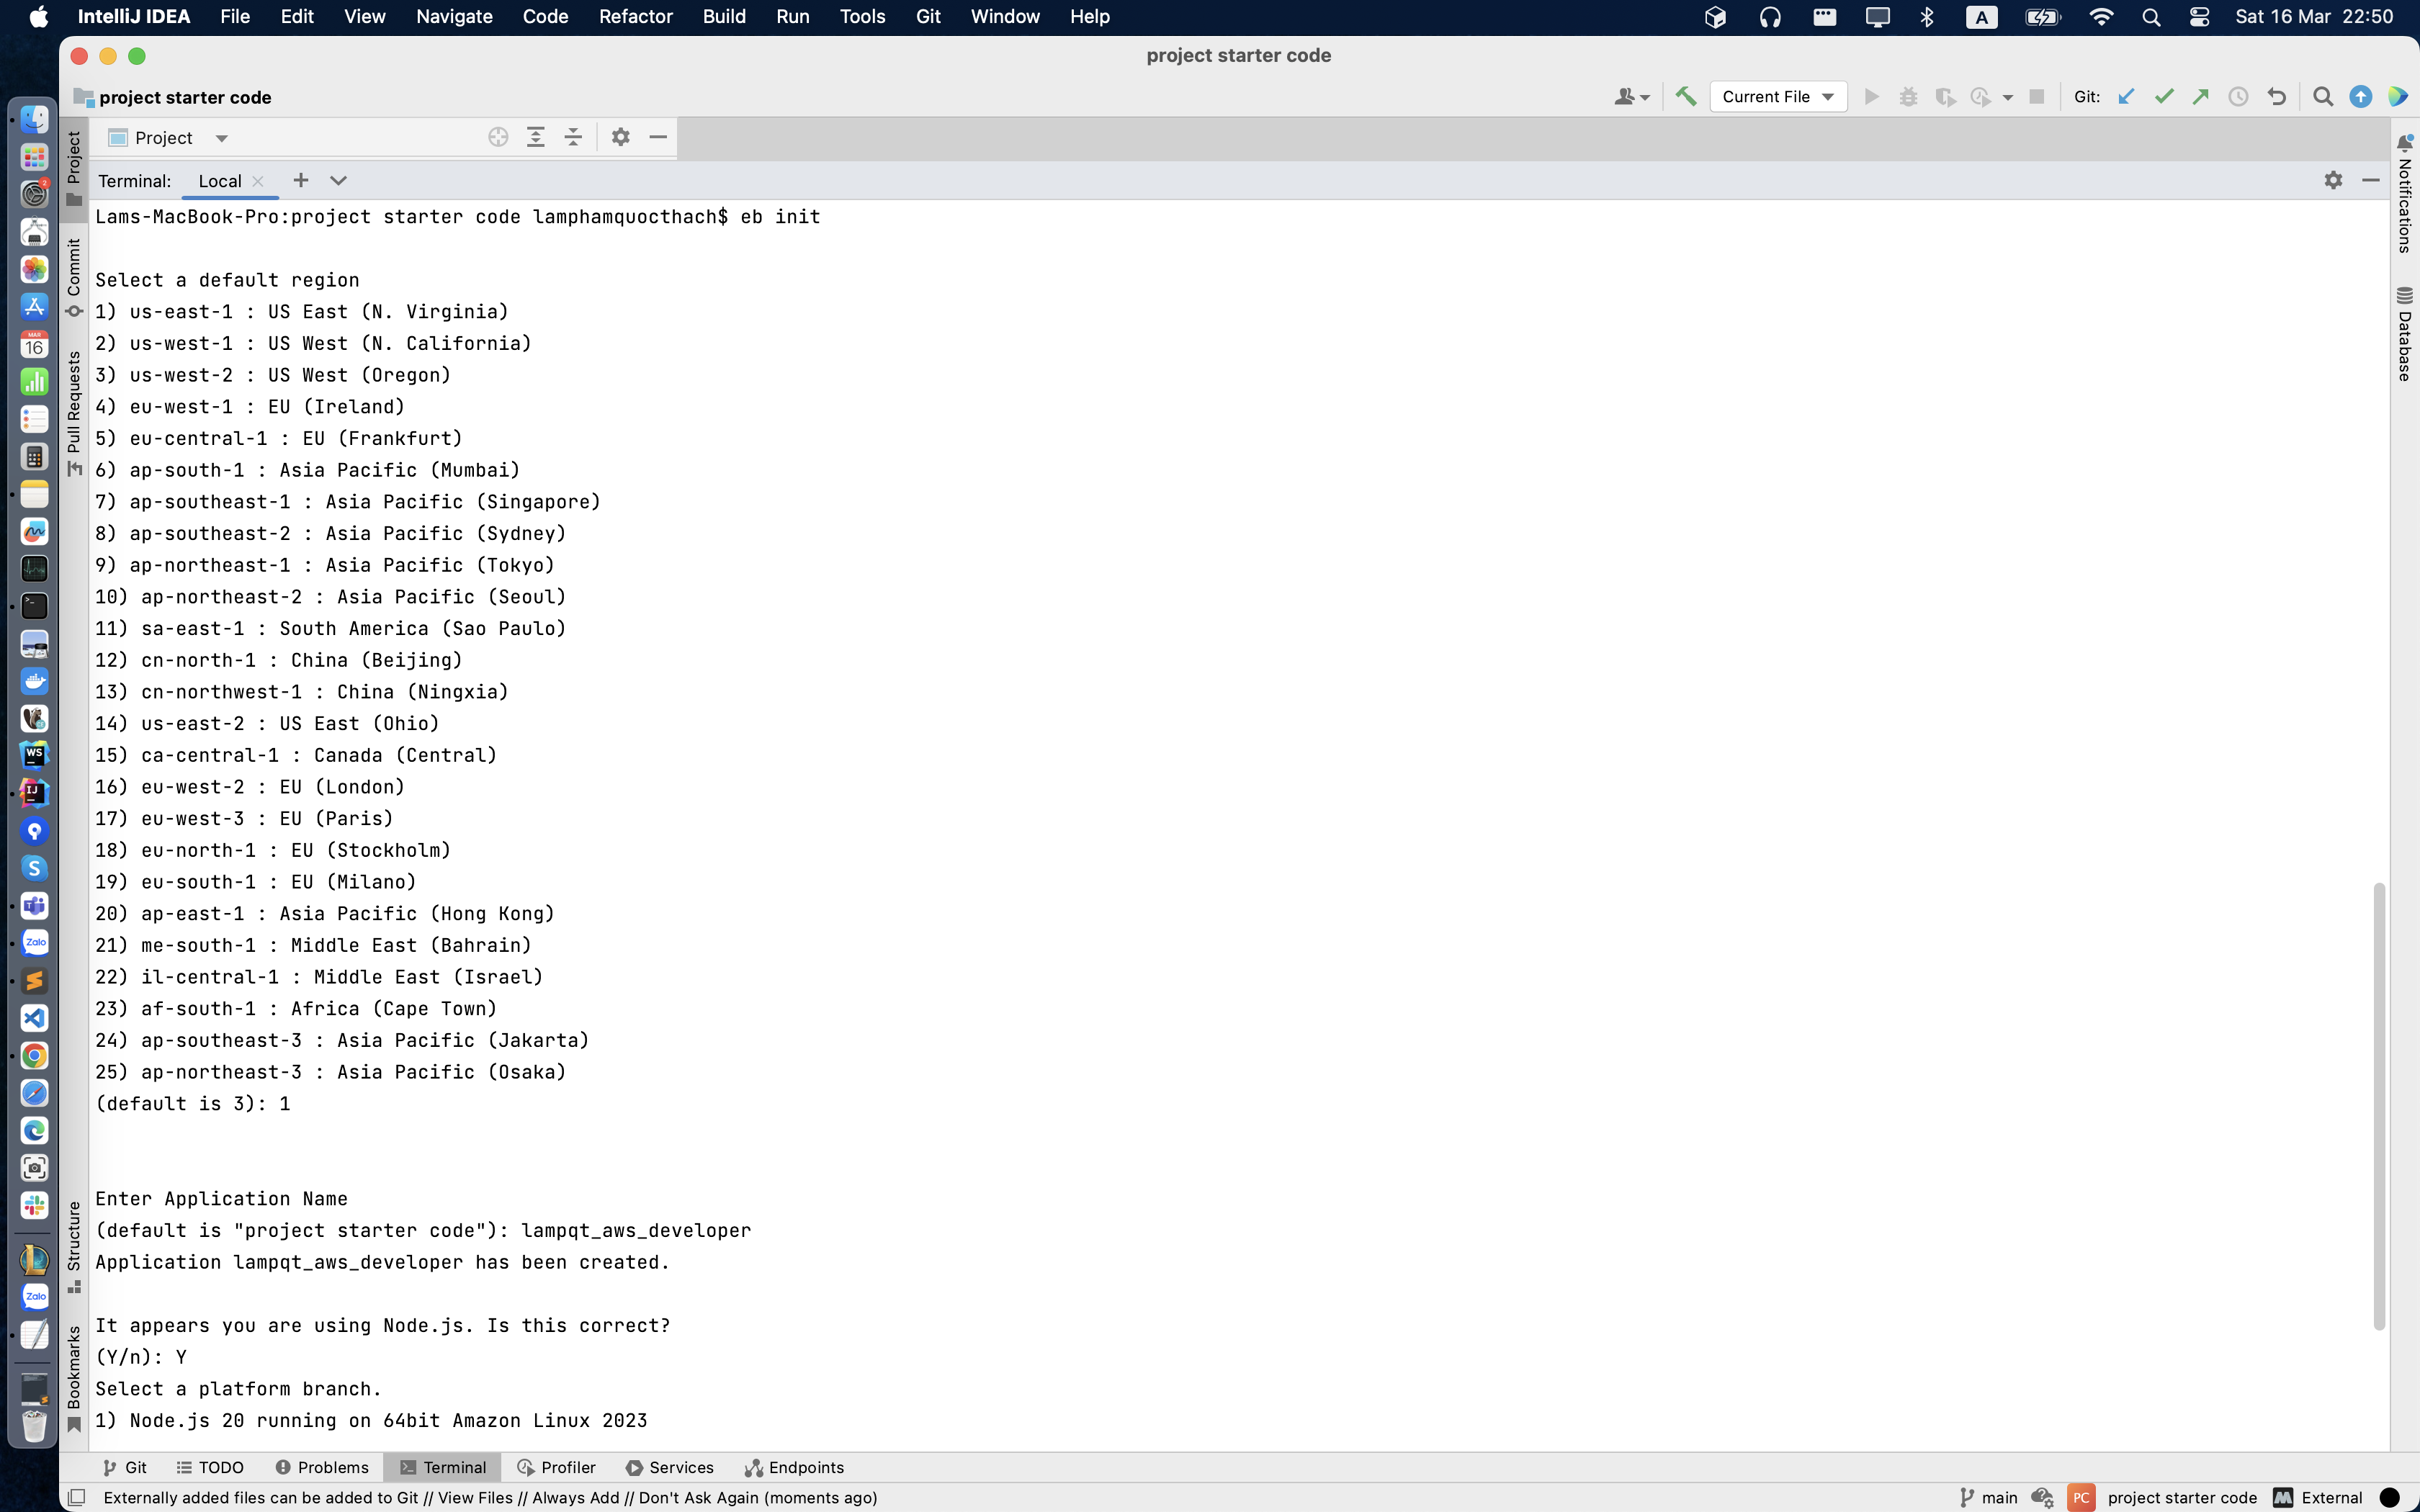 IntelliJ IDEA File Edit View Navigate Code Refactor Build Run Tools Git Window Help A Sat 16 Mar 22:50
project starter code
project starter code Current File Git:
Project
Terminal: Local
Lams-MacBook-Pro:project starter code lamphamquocthach$ eb init
Select a default region
1) us-east-1 : US East (N. Virginia)
2) us-west-1 : US West (N. California)
3) us-west-2 : US West (Oregon)
4) eu-west-1 : EU (Ireland)
5) eu-central-1 : EU (Frankfurt)
6) ap-south-1 : Asia Pacific (Mumbai)
7) ap-southeast-1 : Asia Pacific (Singapore)
8) ap-southeast-2 : Asia Pacific (Sydney)
9) ap-northeast-1 : Asia Pacific (Tokyo)
10) ap-northeast-2 : Asia Pacific (Seoul)
11) sa-east-1 : South America (Sao Paulo)
12) cn-north-1 : China (Beijing)
13) cn-northwest-1 : China (Ningxia)
14) us-east-2 : US East (Ohio)
15) ca-central-1 : Canada (Central)
16) eu-west-2 : EU (London)
17) eu-west-3 : EU (Paris)
18) eu-north-1 : EU (Stockholm)
19) eu-south-1 : EU (Milano)
20) ap-east-1 : Asia Pacific (Hong Kong)
21) me-south-1 : Middle East (Bahrain)
22) il-central-1 : Middle East (Israel)
23) af-south-1 : Africa (Cape Town)
24) ap-southeast-3 : Asia Pacific (Jakarta)
25) ap-northeast-3 : Asia Pacific (Osaka)
(default is 3): 1
Enter Application Name
(default is "project starter code"): lampqt_aws_developer
Application lampqt_aws_developer has been created.
It appears you are using Node.js. Is this correct?
(Y/n): Y
Select a platform branch.
1) Node.js 20 running on 64bit Amazon Linux 2023
Git TODO Problems Terminal Profiler Services Endpoints
Externally added files can be added to Git // View Files // Always Add // Don't Ask Again (moments ago) main PC project starter code External
Project
Commit
Pull Requests
Structure
Bookmarks
Notifications
Database
2
MAR
16
WS
IJ
S
Zalo
Zalo